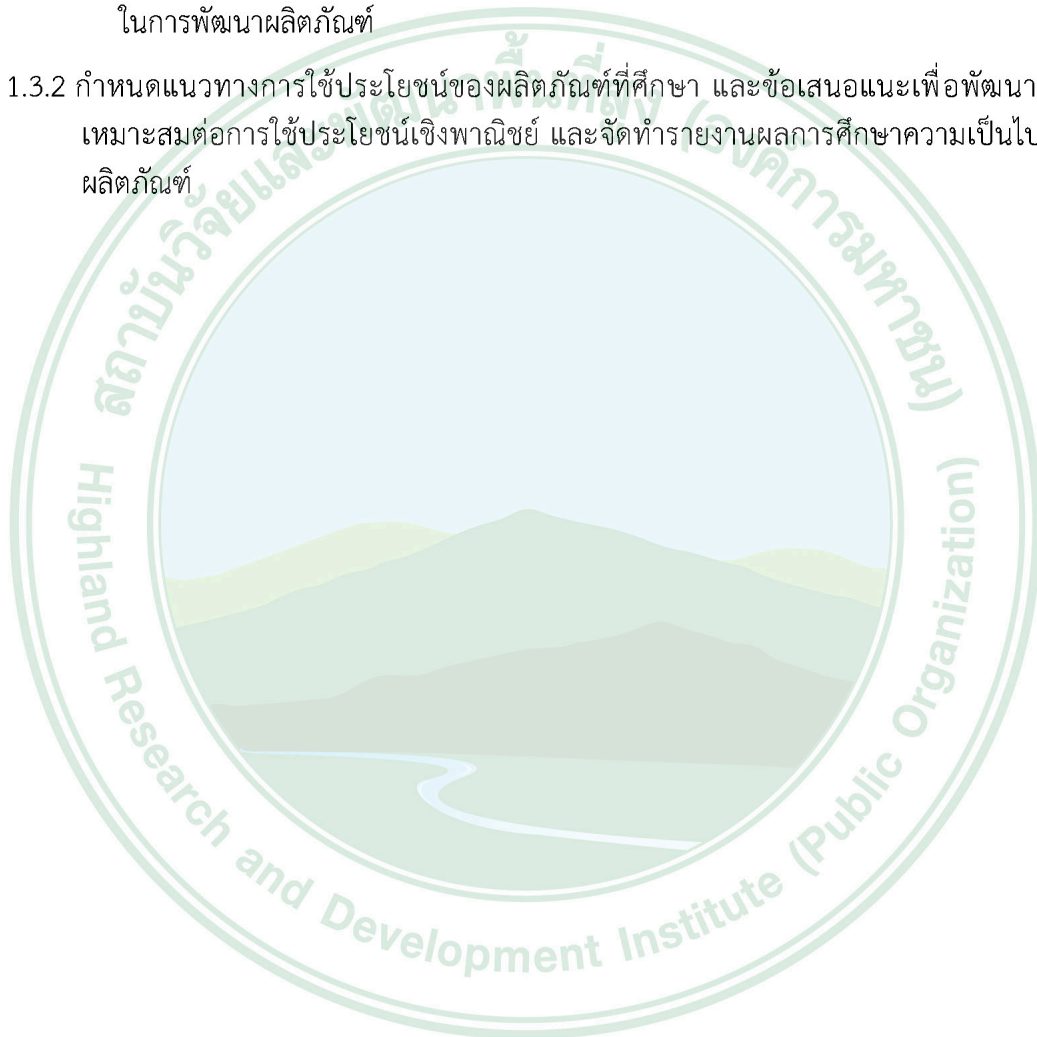 ในการพัฒนาผลิตภัณฑ์
1.3.2 กำหนดแนวทางการใช้ประโยชน์ของผลิตภัณฑ์ที่ศึกษา และข้อเสนอแนะเพื่อพัฒนา
เหมาะสมต่อการใช้ประโยชน์เชิงพาณิชย์ และจัดทำรายงานผลการศึกษาความเป็นไป
ผลิตภัณฑ์
สถาบันวิจัยและพัฒนาพื้นที่สูง (องค์การมหาชน)
Highland Research and Development Institute (Public Organization)